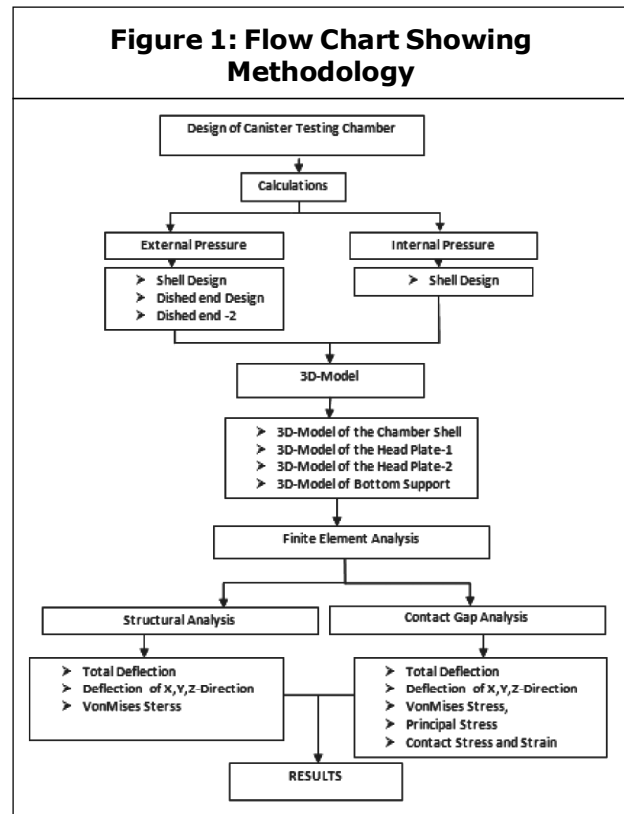 Figure 1: Flow Chart Showing
Methodology
Design of Canister Testing Chamber
Calculations
External Pressure
Internal Pressure
➤ Shell Design
➤ Dished end Design
➤ Dished end -2
➤ Shell Design
3D-Model
➤ 3D-Model of the Chamber Shell
➤ 3D-Model of the Head Plate-1
➤ 3D-Model of the Head Plate-2
➤ 3D-Model of Bottom Support
Finite Element Analysis
Structural Analysis
Contact Gap Analysis
➤ Total Deflection
➤ Deflection of X,Y,Z-Direction
➤ VonMises Sterss
➤ Total Deflection
➤ Deflection of X,Y,Z-Direction
➤ VonMises Stress,
➤ Principal Stress
➤ Contact Stress and Strain
RESULTS